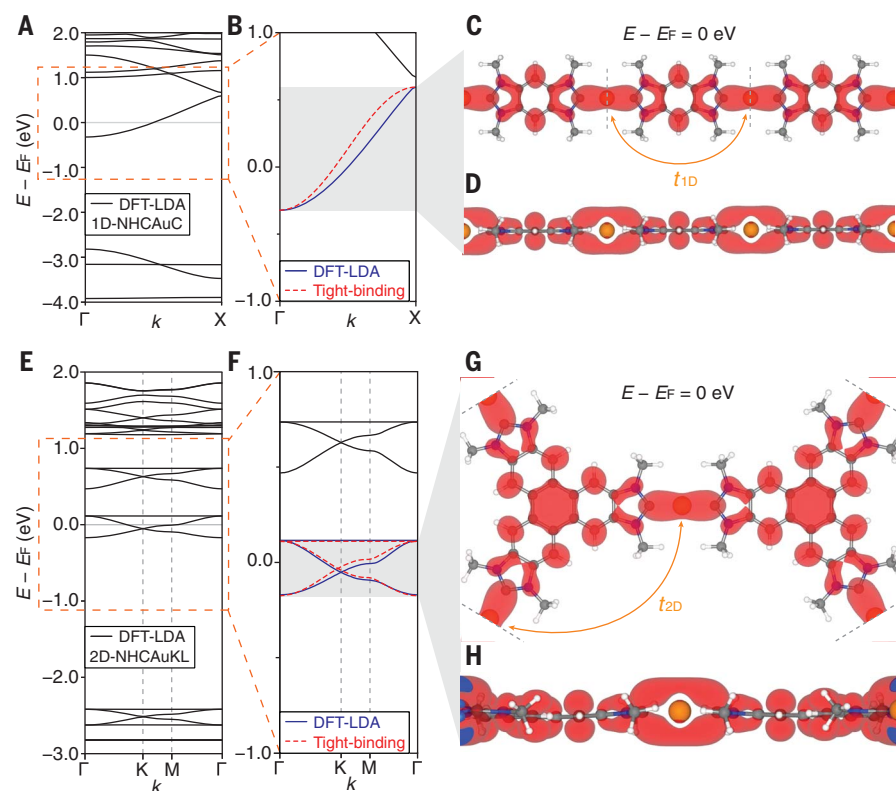 A
E – EF (eV)
2.0
1.0
0.0
−1.0
−2.0
−3.0
−4.0
DFT-LDA
1D-NHCAuC
Γ
k
X
B
1.0
0.0
−1.0
DFT-LDA
Tight-binding
Γ
k
X
C
E – EF = 0 eV
t1D
D
E
E – EF (eV)
2.0
1.0
0.0
−1.0
−2.0
−3.0
DFT-LDA
2D-NHCAuKL
Γ K M Γ
k
F
1.0
0.0
−1.0
DFT-LDA
Tight-binding
Γ K M Γ
k
G
E – EF = 0 eV
t2D
H